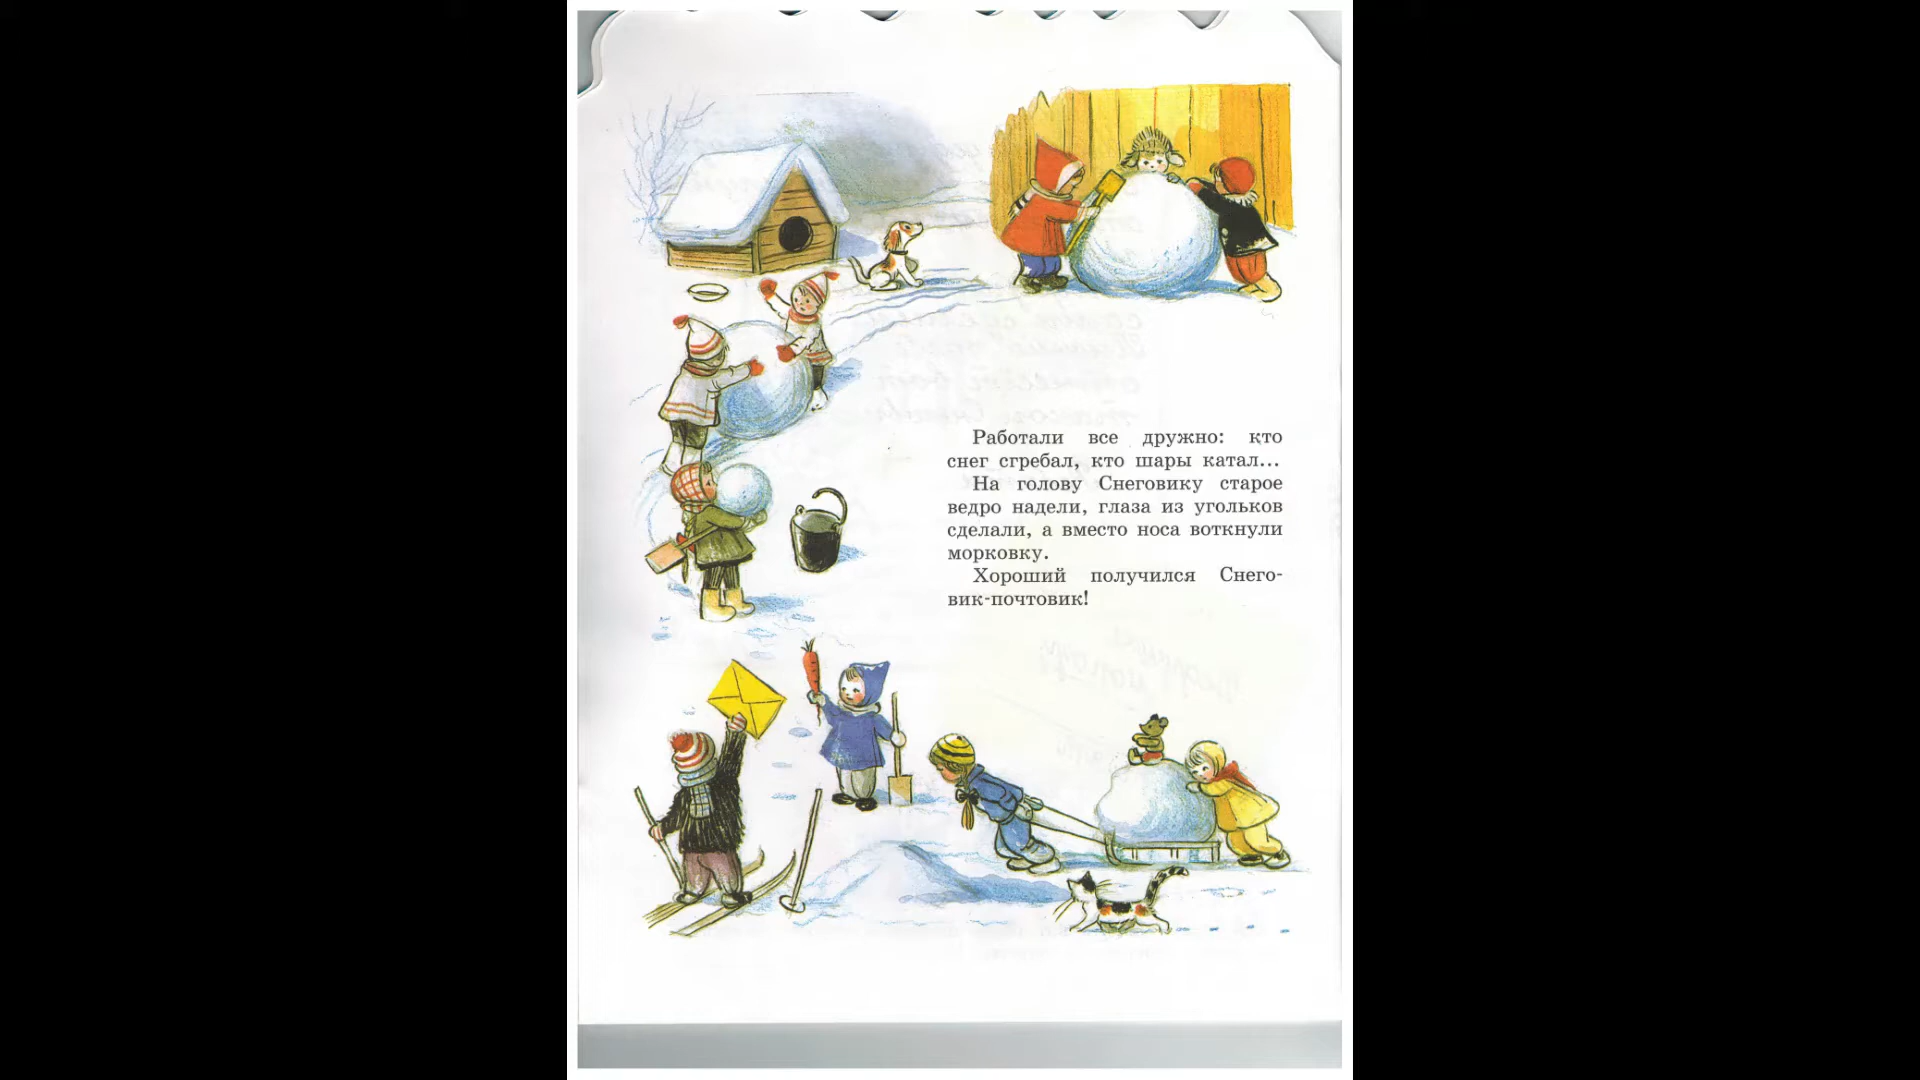 Работали все дружно: кто
снег сгребал, кто шары катал...
На голову Снеговику старое
ведро надели, глаза из угольков
сделали, а вместо носа воткнули
морковку.
Хороший получился Снего-
вик-почтовик!